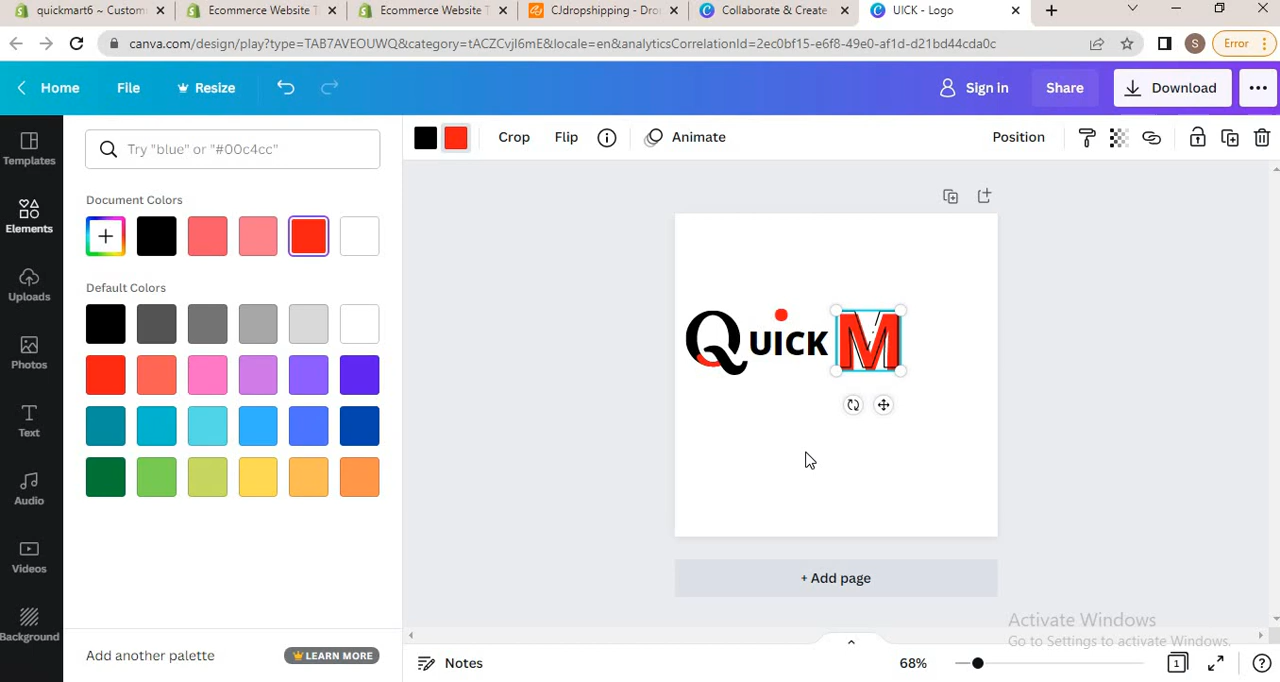 quickmart6 ~ Custom
Ecommerce Website T
Ecommerce Website T
CJdropshipping - Dro
Collaborate & Create
UICK - Logo
canva.com/design/play?type=TAB7AVEOUWQ&category=tACZCvjI6mE&locale=en&analyticsCorrelationId=2ec0bf15-e6f8-49e0-af1d-d21bd44cda0c
S
Error
Home
File
Resize
Sign in
Share
Download
Templates
Elements
Uploads
Photos
Text
Audio
Videos
Background
Try "blue" or "#00c4cc"
Document Colors
Default Colors
Add another palette
LEARN MORE
Crop
Flip
Animate
Position
QUICK M
+ Add page
Activate Windows
Go to Settings to activate Windows.
Notes
68%
1